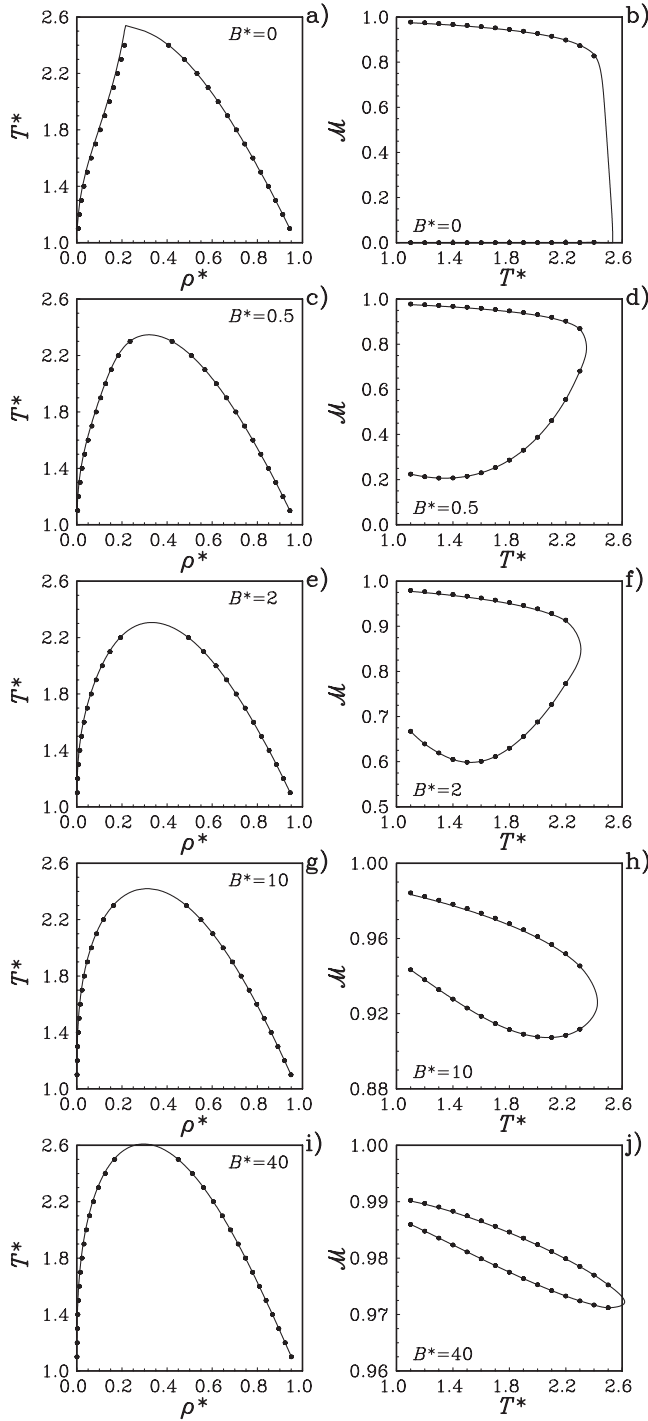 a)
B*=0
T*
2.6
2.2
1.8
1.4
1.0
0.0 0.2 0.4 0.6 0.8 1.0
ρ*
b)
B*=0
ℳ
1.0
0.8
0.6
0.4
0.2
0.0
1.0 1.4 1.8 2.2 2.6
T*
c)
B*=0.5
T*
2.6
2.2
1.8
1.4
1.0
0.0 0.2 0.4 0.6 0.8 1.0
ρ*
d)
B*=0.5
ℳ
1.0
0.8
0.6
0.4
0.2
0.0
1.0 1.4 1.8 2.2 2.6
T*
e)
B*=2
T*
2.6
2.2
1.8
1.4
1.0
0.0 0.2 0.4 0.6 0.8 1.0
ρ*
f)
B*=2
ℳ
1.0
0.9
0.8
0.7
0.6
0.5
1.0 1.4 1.8 2.2 2.6
T*
g)
B*=10
T*
2.6
2.2
1.8
1.4
1.0
0.0 0.2 0.4 0.6 0.8 1.0
ρ*
h)
B*=10
ℳ
1.00
0.96
0.92
0.88
1.0 1.4 1.8 2.2 2.6
T*
i)
B*=40
T*
2.6
2.2
1.8
1.4
1.0
0.0 0.2 0.4 0.6 0.8 1.0
ρ*
j)
B*=40
ℳ
1.00
0.99
0.98
0.97
0.96
1.0 1.4 1.8 2.2 2.6
T*